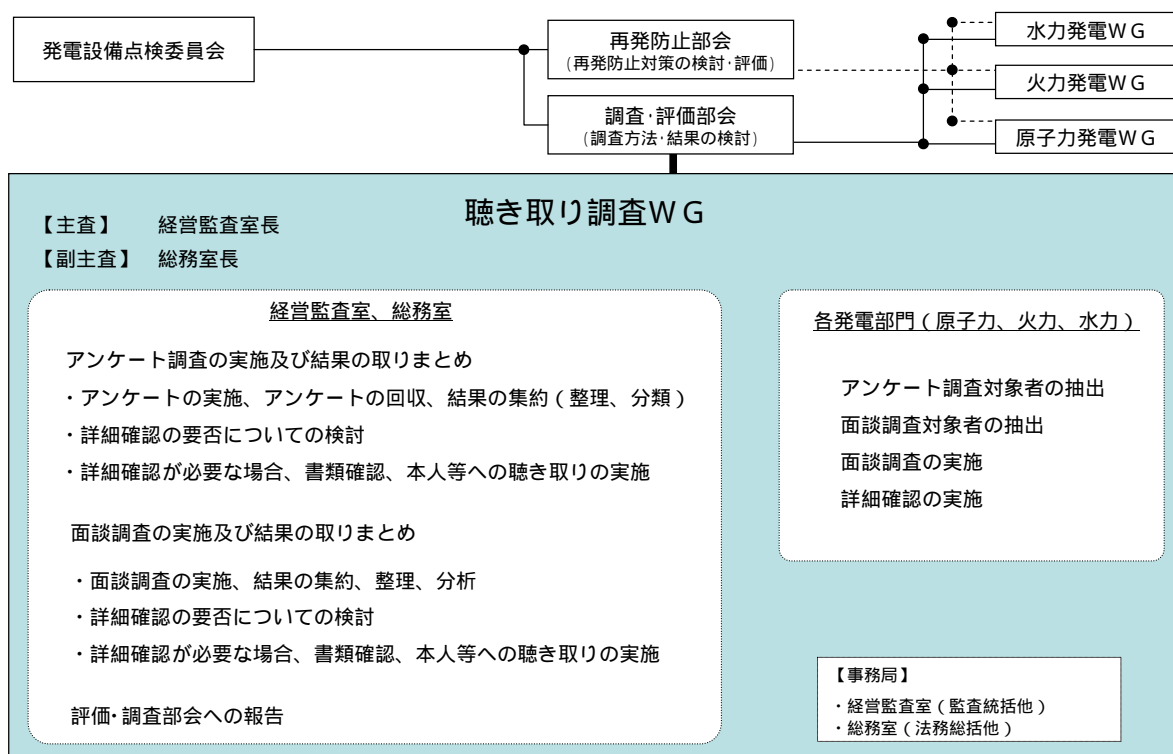 発電設備点検委員会
再発防止部会
(再発防止対策の検討・評価)
調査・評価部会
(調査方法・結果の検討)
水力発電ＷＧ
火力発電ＷＧ
原子力発電ＷＧ
聴き取り調査ＷＧ
【主査】　経営監査室長
【副主査】　総務室長
経営監査室、総務室
アンケート調査の実施及び結果の取りまとめ
・アンケートの実施、アンケートの回収、結果の集約（整理、分類）
・詳細確認の要否についての検討
・詳細確認が必要な場合、書類確認、本人等への聴き取りの実施
面談調査の実施及び結果の取りまとめ
・面談調査の実施、結果の集約、整理、分析
・詳細確認の要否についての検討
・詳細確認が必要な場合、書類確認、本人等への聴き取りの実施
評価・調査部会への報告
各発電部門（原子力、火力、水力）
アンケート調査対象者の抽出
面談調査対象者の抽出
面談調査の実施
詳細確認の実施
【事務局】
・経営監査室（監査統括他）
・総務室（法務総括他）